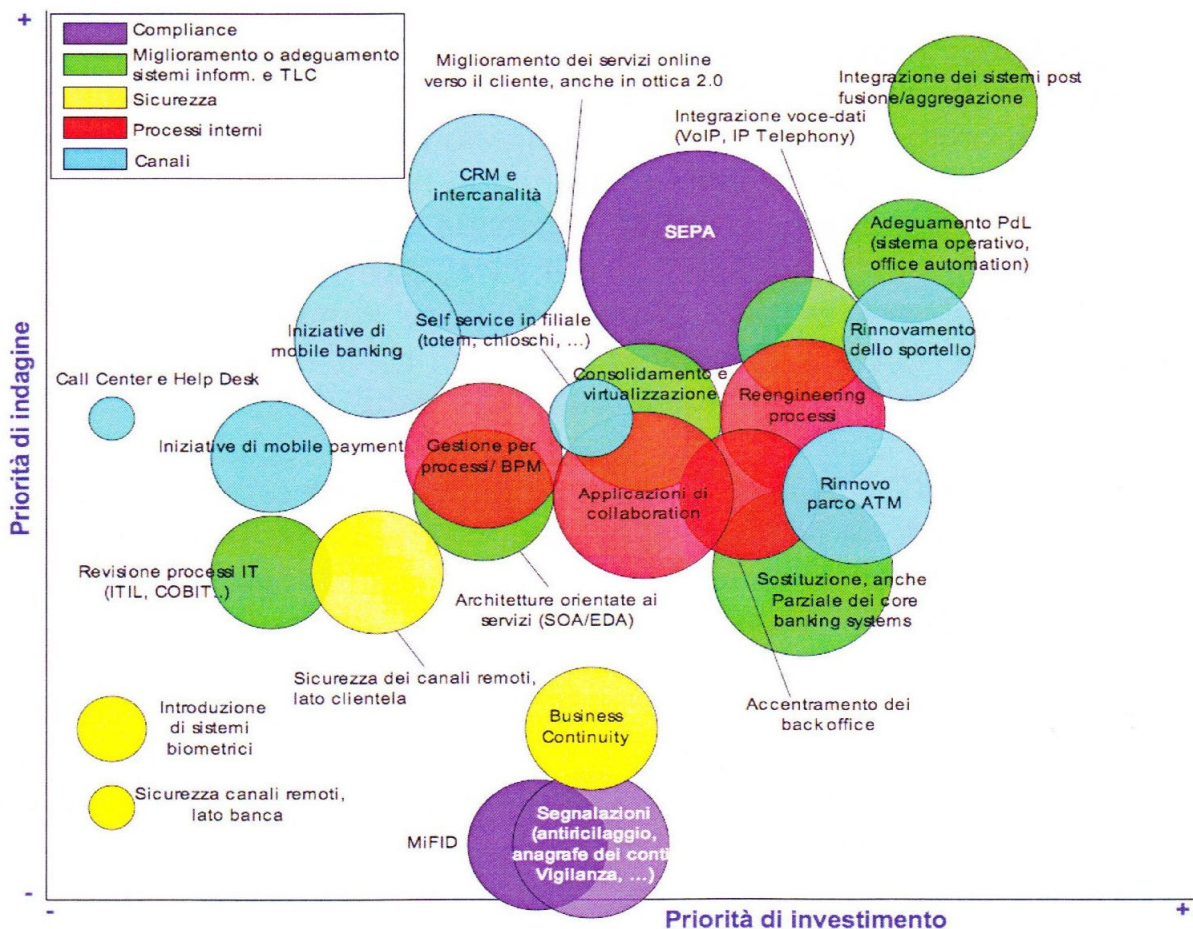 +
Compliance
Miglioramento o adeguamento
sistemi inform. e TLC
Sicurezza
Processi interni
Canali
Miglioramento dei servizi online
verso il cliente, anche in ottica 2.0
Integrazione voce-dati
(VoIP, IP Telephony)
Integrazione dei sistemi post
fusione/aggregazione
CRM e
intercanalità
SEPA
Adeguamento PdL
(sistema operativo,
office automation)
Iniziative di
mobile banking
Self service in filiale
(totem, chioschi, ...)
Rinnovamento
dello sportello
Call Center e Help Desk
Consolidamento e
virtualizzazione
Reengineering
processi
Iniziative di mobile payment
Gestione per
processi/ BPM
Applicazioni di
collaboration
Rinnovo
parco ATM
Revisione processi IT
(ITIL, COBIT..)
Architetture orientate ai
servizi (SOA/EDA)
Sostituzione, anche
Parziale dei core
banking systems
Sicurezza dei canali remoti,
lato clientela
Accentramento dei
back office
Introduzione
di sistemi
biometrici
Business
Continuity
Sicurezza canali remoti,
lato banca
MiFID
Segnalazioni
(antiricilaggio,
anagrafe dei conti
Vigilanza, ...)
Priorità di indagine
-
-
Priorità di investimento
+